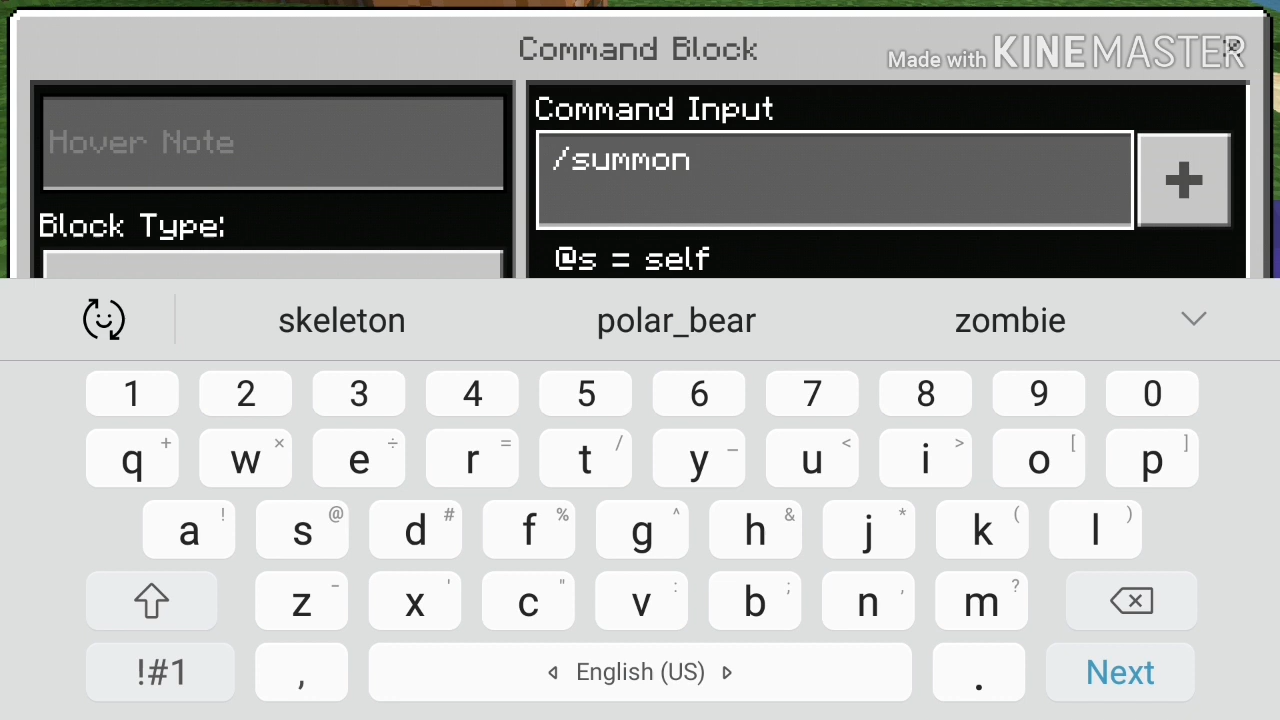 Command Block
Made with KINEMASTER
Hover Note
Block Type:
Command Input
/summon
@s = self
skeleton polar_bear zombie
1 2 3 4 5 6 7 8 9 0
q + w × e ÷ r = t / y _ u < i > o [ p ]
a ! s @ d # f % g ^ h & j * k ( l )
z - x ' c " v : b ; n , m ?
!#1 , English (US) . Next